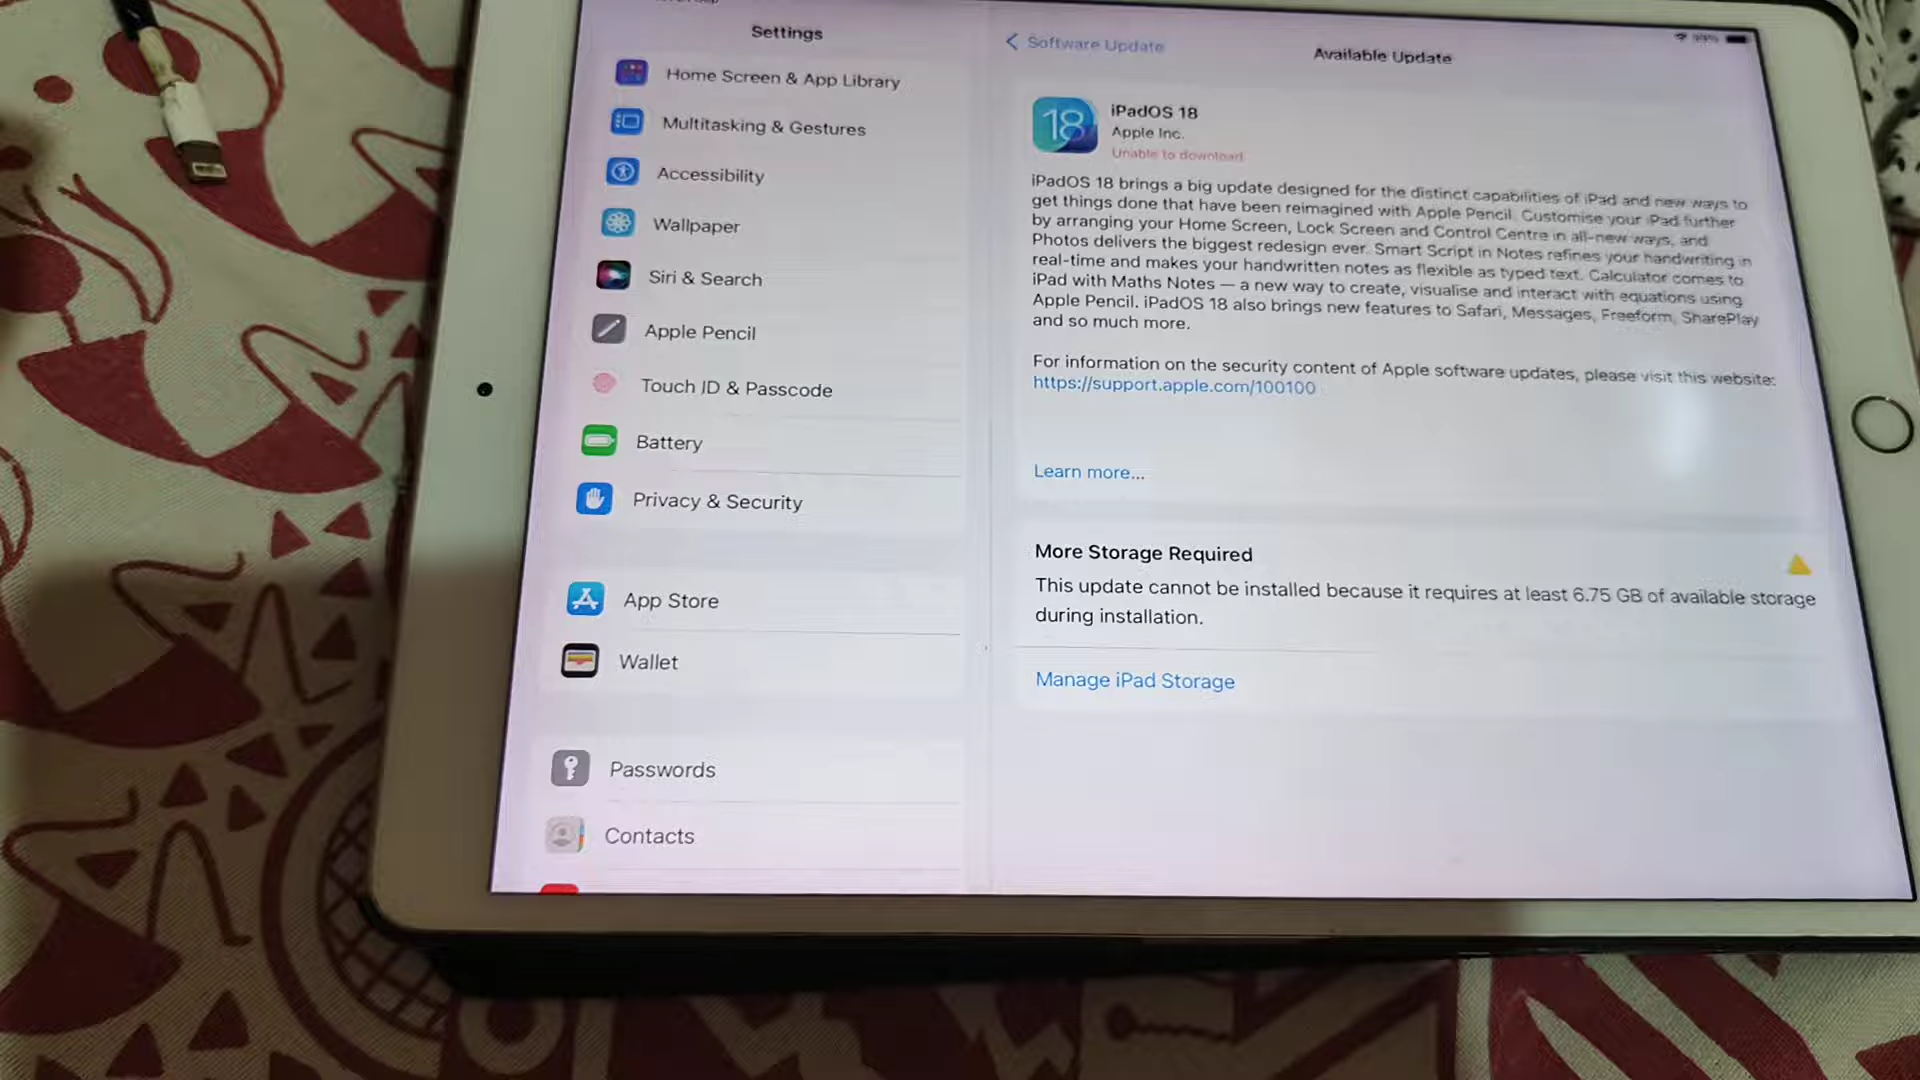 Settings
Home Screen & App Library
Multitasking & Gestures
Accessibility
Wallpaper
Siri & Search
Apple Pencil
Touch ID & Passcode
Battery
Privacy & Security
App Store
Wallet
Passwords
Contacts
Software Update
Available Update
18
iPadOS 18
Apple Inc.
Unable to download
iPadOS 18 brings a big update designed for the distinct capabilities of iPad and new ways to
get things done that have been reimagined with Apple Pencil. Customise your iPad further
by arranging your Home Screen, Lock Screen and Control Centre in all-new ways, and
Photos delivers the biggest redesign ever. Smart Script in Notes refines your handwriting in
real-time and makes your handwritten notes as flexible as typed text. Calculator comes to
iPad with Maths Notes — a new way to create, visualise and interact with equations using
Apple Pencil. iPadOS 18 also brings new features to Safari, Messages, Freeform, SharePlay
and so much more.
For information on the security content of Apple software updates, please visit this website:
https://support.apple.com/100100
Learn more...
More Storage Required
This update cannot be installed because it requires at least 6.75 GB of available storage
during installation.
Manage iPad Storage